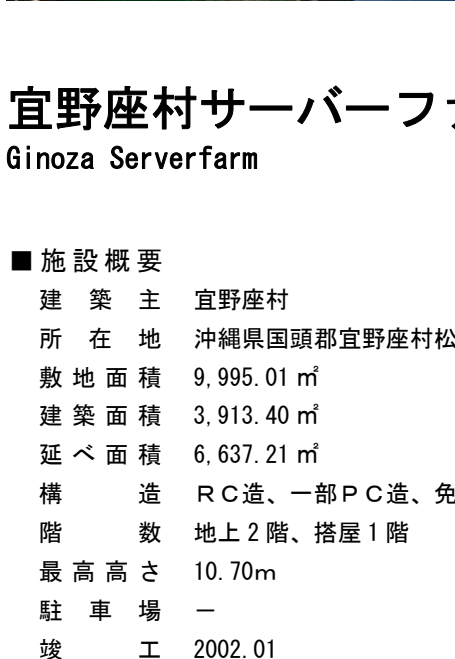 宜野座村サーバーフ
Ginoza Serverfarm
■施設概要
建築主 宜野座村
所在地 沖縄県国頭郡宜野座村松
敷地面積 9,995.01㎡
建築面積 3,913.40㎡
延べ面積 6,637.21㎡
構造 RC造、一部PC造、免
階数 地上2階、搭屋1階
最高高さ 10.70m
駐車場 －
竣工 2002.01